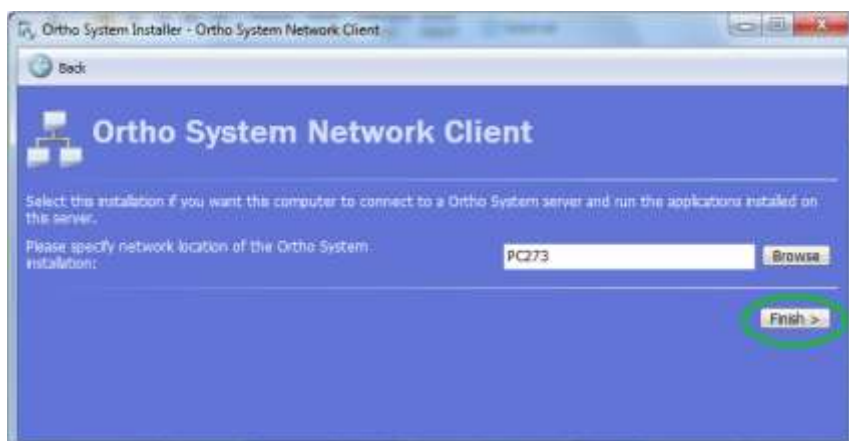 Ortho System Installer - Ortho System Network Client
Back
Ortho System Network Client
Select this installation if you want this computer to connect to a Ortho System server and run the applications installed on
this server.
Please specify network location of the Ortho System
installation:
PC273
Browse
Finish >